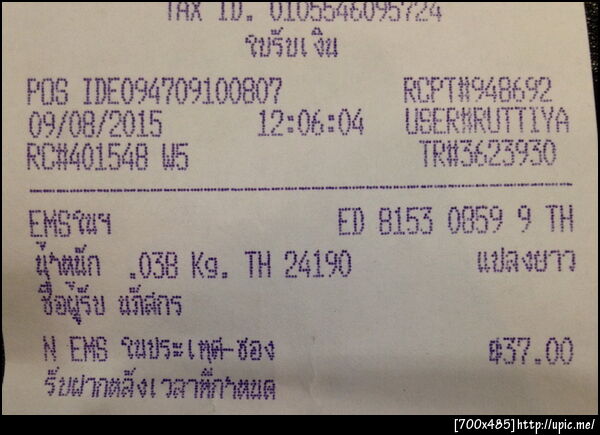 TAX ID. 0105546095724
ใบรับเงิน
POS IDE094709100807 RCPT#948692
09/08/2015 12:06:04 USER#RUTTIYA
RC#401548 W5 TR#3623930
EMSในฯ ED 8153 0859 9 TH
น้ำหนัก .038 Kg. TH 24190 แปลงยาว
ชื่อผู้รับ นภัสกร
N EMS ในประเทศ-ซอง ฿37.00
รับฝากหลังเวลาที่กำหนด
[700x485]http://upic.me/